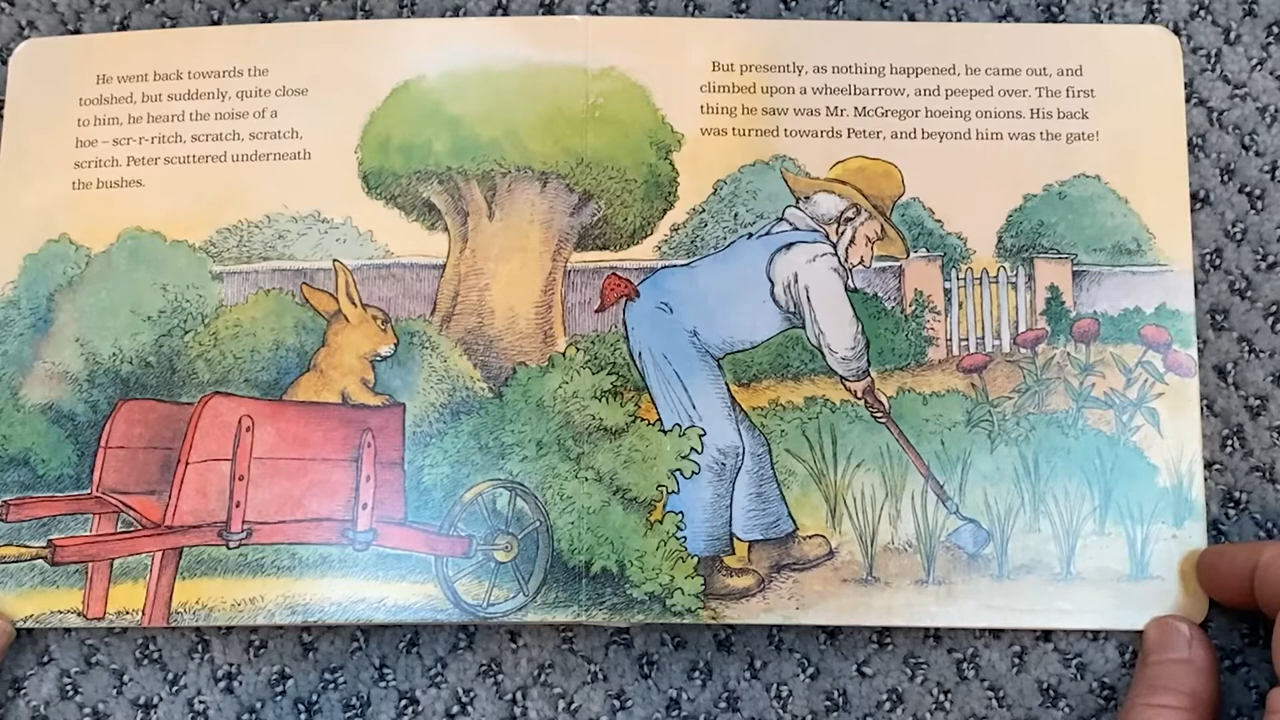 He went back towards the
toolshed, but suddenly, quite close
to him, he heard the noise of a
hoe – scr-r-ritch, scratch, scratch,
scritch. Peter scuttered underneath
the bushes.
But presently, as nothing happened, he came out, and
climbed upon a wheelbarrow, and peeped over. The first
thing he saw was Mr. McGregor hoeing onions. His back
was turned towards Peter, and beyond him was the gate!